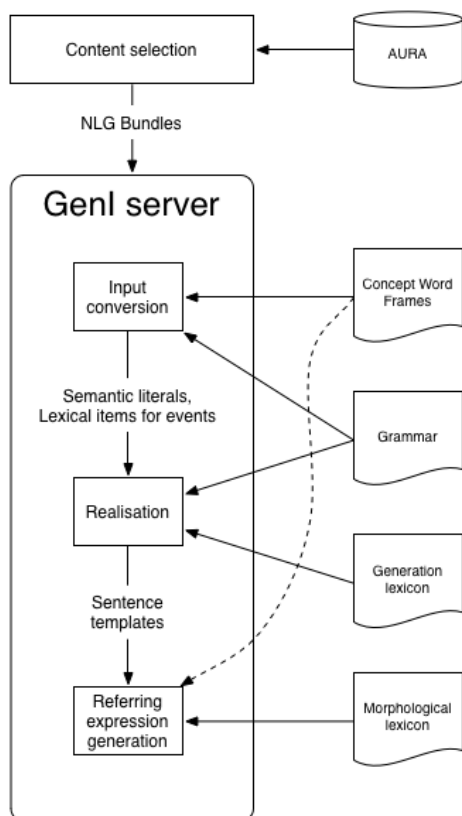 Content selection
AURA
NLG Bundles
GenI server
Input
conversion
Concept Word
Frames
Semantic literals,
Lexical items for events
Grammar
Realisation
Generation
lexicon
Sentence
templates
Referring
expression
generation
Morphological
lexicon